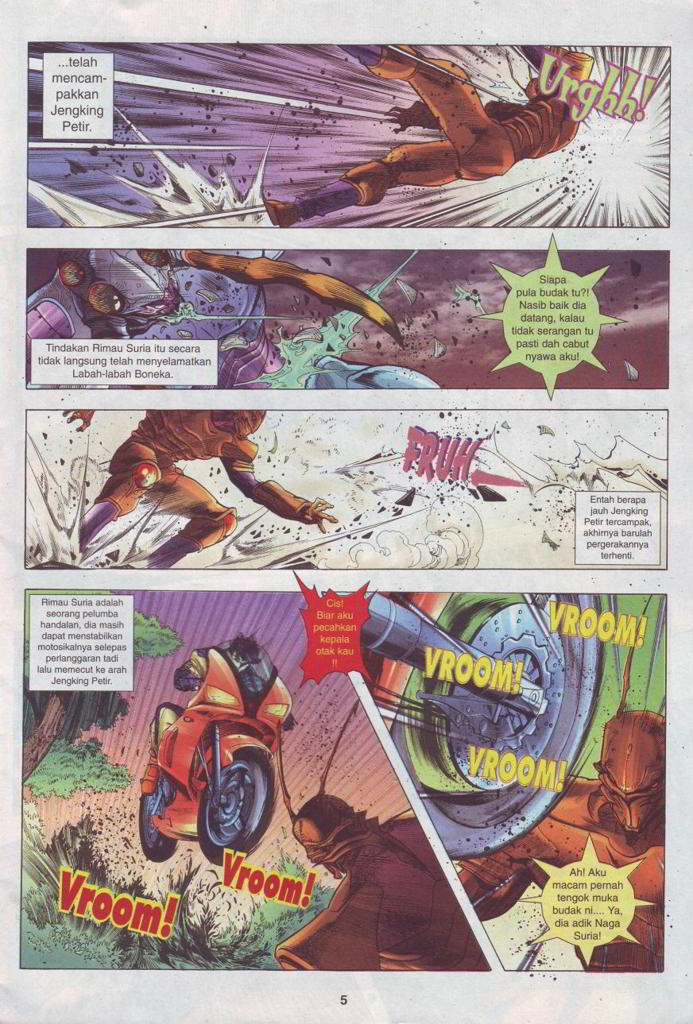 ...telah
mencam-
pakkan
Jengking
Petir.
Urghh!
Siapa
pula budak tu?!
Nasib baik dia
datang, kalau
tidak serangan tu
pasti dah cabut
nyawa aku!
Tindakan Rimau Suria itu secara
tidak langsung telah menyelamatkan
Labah-labah Boneka.
FRUH
Entah berapa
jauh Jengking
Petir tercampak,
akhirnya barulah
pergerakannya
terhenti.
Rimau Suria adalah
seorang pelumba
handalan, dia masih
dapat menstabilkan
motosikalnya selepas
perlanggaran tadi
lalu memecut ke arah
Jengking Petir.
Cis!
Biar aku
pecahkan
kepala
otak kau
!!
Vroom!
Vroom!
VROOM!
VROOM!
VROOM!
Ah! Aku
macam pernah
tengok muka
budak ni.... Ya,
dia adik Naga
Suria!
5